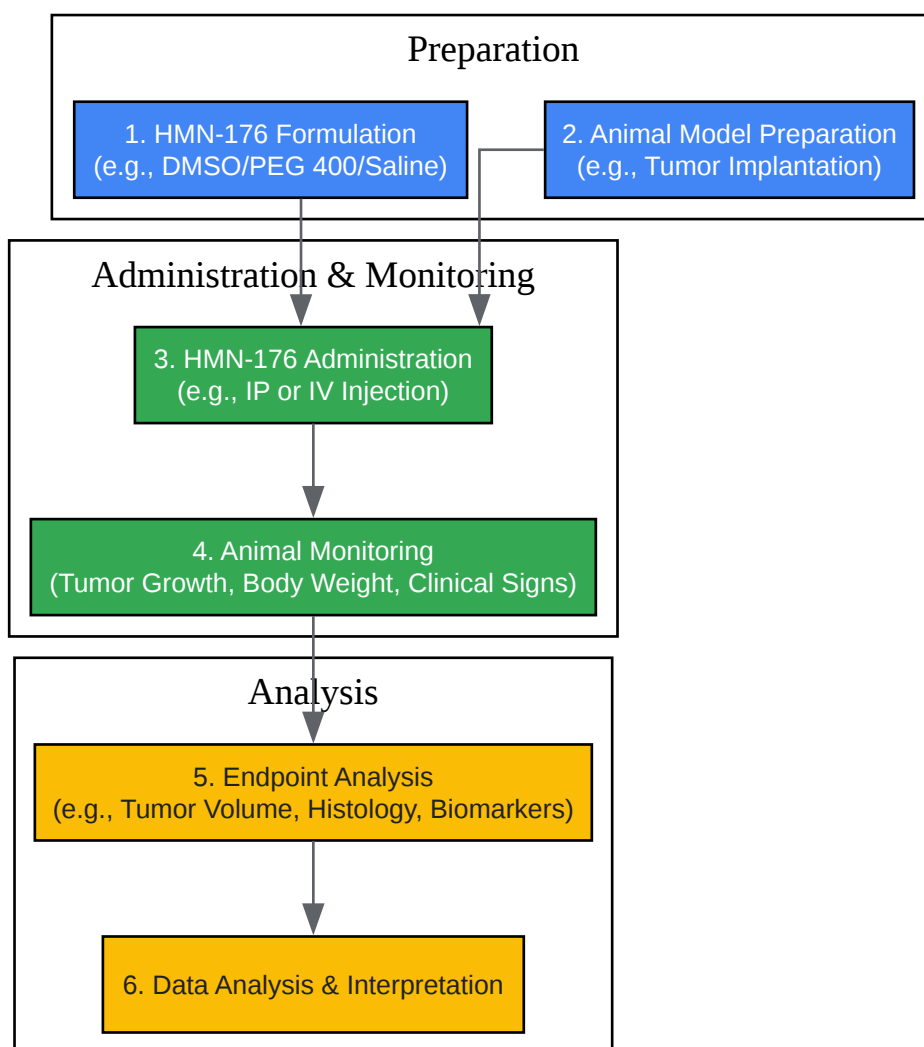 Preparation
1. HMN-176 Formulation
(e.g., DMSO/PEG 400/Saline)
2. Animal Model Preparation
(e.g., Tumor Implantation)
Administration & Monitoring
3. HMN-176 Administration
(e.g., IP or IV Injection)
4. Animal Monitoring
(Tumor Growth, Body Weight, Clinical Signs)
Analysis
5. Endpoint Analysis
(e.g., Tumor Volume, Histology, Biomarkers)
6. Data Analysis & Interpretation